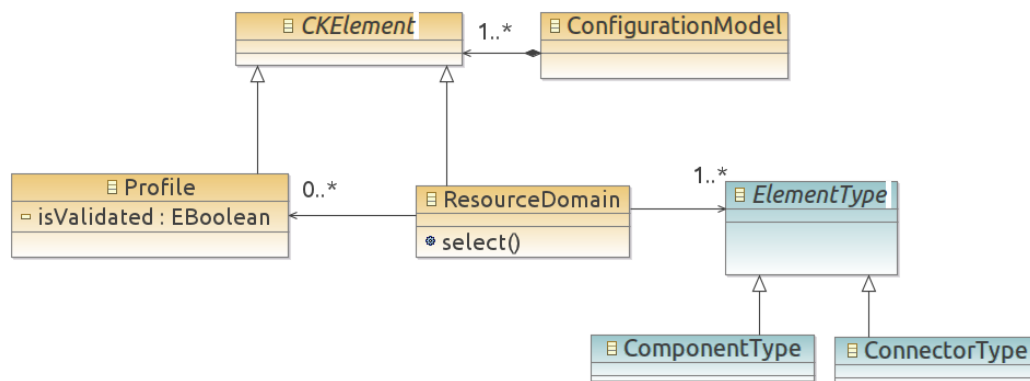 CKElement
1..*
ConfigurationModel
Profile
isValidated : EBoolean
0..*
ResourceDomain
select()
1..*
ElementType
ComponentType
ConnectorType